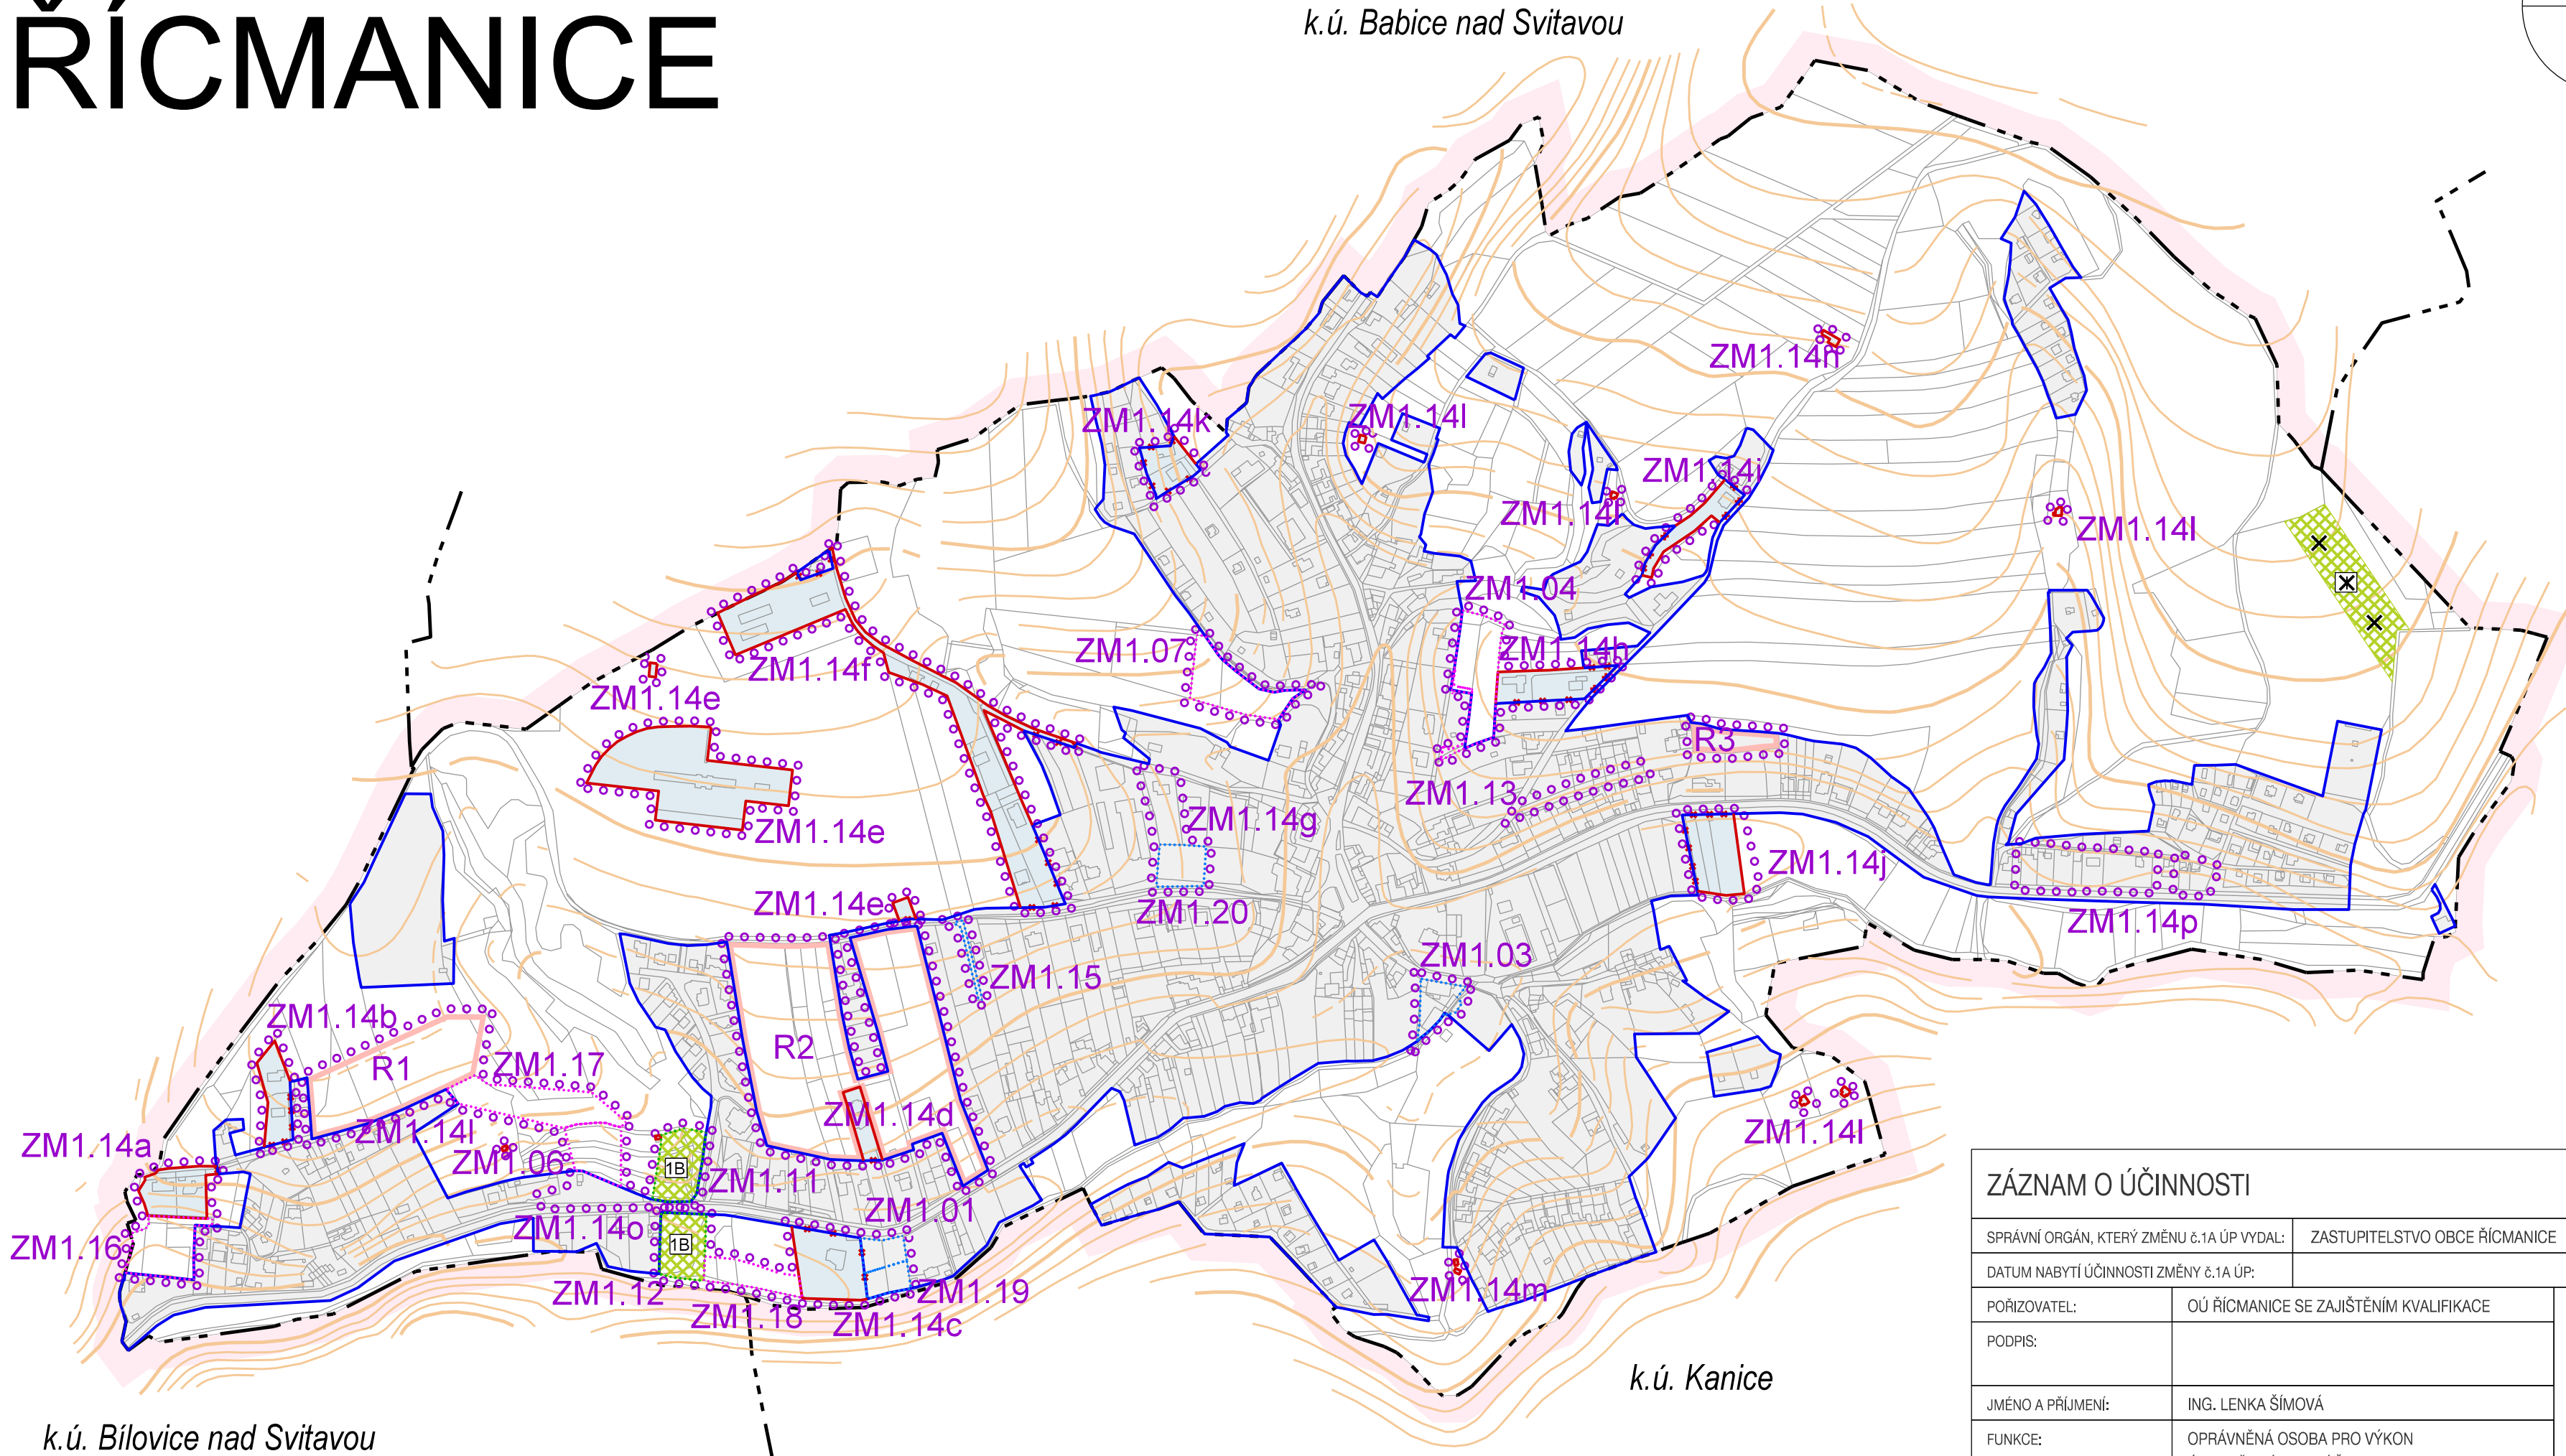 ŘÍCMANICE
k.ú. Babice nad Svitavou
ZM1.14n
ZM1.14k
ZM1.14l
ZM1.14i
ZM1.14l
ZM1.14l
ZM1.04
ZM1.07
ZM1.14h
ZM1.14f
ZM1.14e
R3
ZM1.13
ZM1.14g
ZM1.14e
ZM1.14j
ZM1.14e
ZM1.20
ZM1.14p
ZM1.03
ZM1.15
ZM1.14b
R1
R2
ZM1.17
ZM1.14d
ZM1.14l
ZM1.14l
ZM1.14a
ZM1.06
1B
ZM1.11
ZM1.01
ZM1.14o
1B
ZM1.16
ZM1.12
ZM1.19
ZM1.14m
ZM1.18
ZM1.14c
k.ú. Kanice
k.ú. Bílovice nad Svitavou
ZÁZNAM O ÚČINNOSTI
SPRÁVNÍ ORGÁN, KTERÝ ZMĚNU č.1A ÚP VYDAL: ZASTUPITELSTVO OBCE ŘÍCMANICE
DATUM NABYTÍ ÚČINNOSTI ZMĚNY č.1A ÚP:
POŘIZOVATEL: OÚ ŘÍCMANICE SE ZAJIŠTĚNÍM KVALIFIKACE
PODPIS:
JMÉNO A PŘÍJMENÍ: ING. LENKA ŠÍMOVÁ
FUNKCE: OPRÁVNĚNÁ OSOBA PRO VÝKON